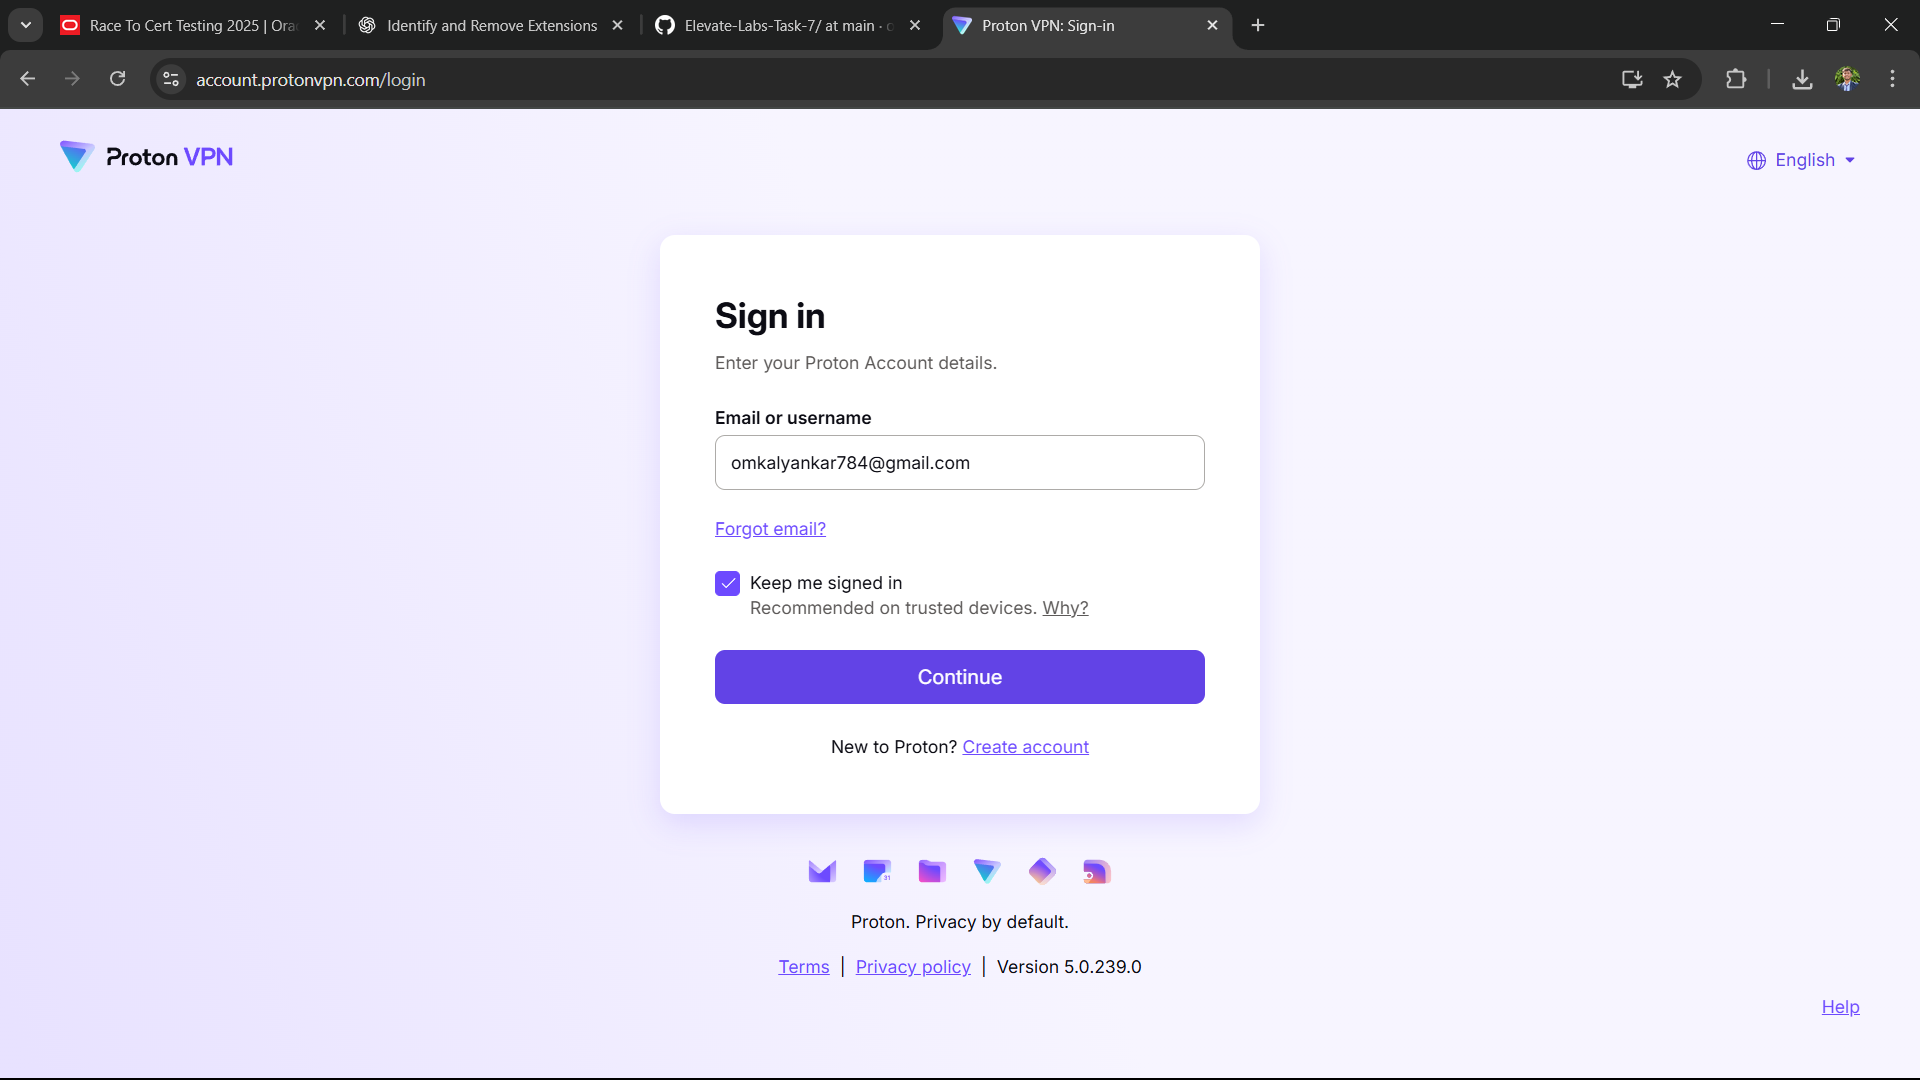 Race To Cert Testing 2025 | Ora
Identify and Remove Extensions
Elevate-Labs-Task-7/ at main ·
Proton VPN: Sign-in
account.protonvpn.com/login
Proton VPN
English
Sign in
Enter your Proton Account details.
Email or username
omkalyankar784@gmail.com
Forgot email?
Keep me signed in
Recommended on trusted devices. Why?
Continue
New to Proton? Create account
31
Proton. Privacy by default.
Terms | Privacy policy | Version 5.0.239.0
Help